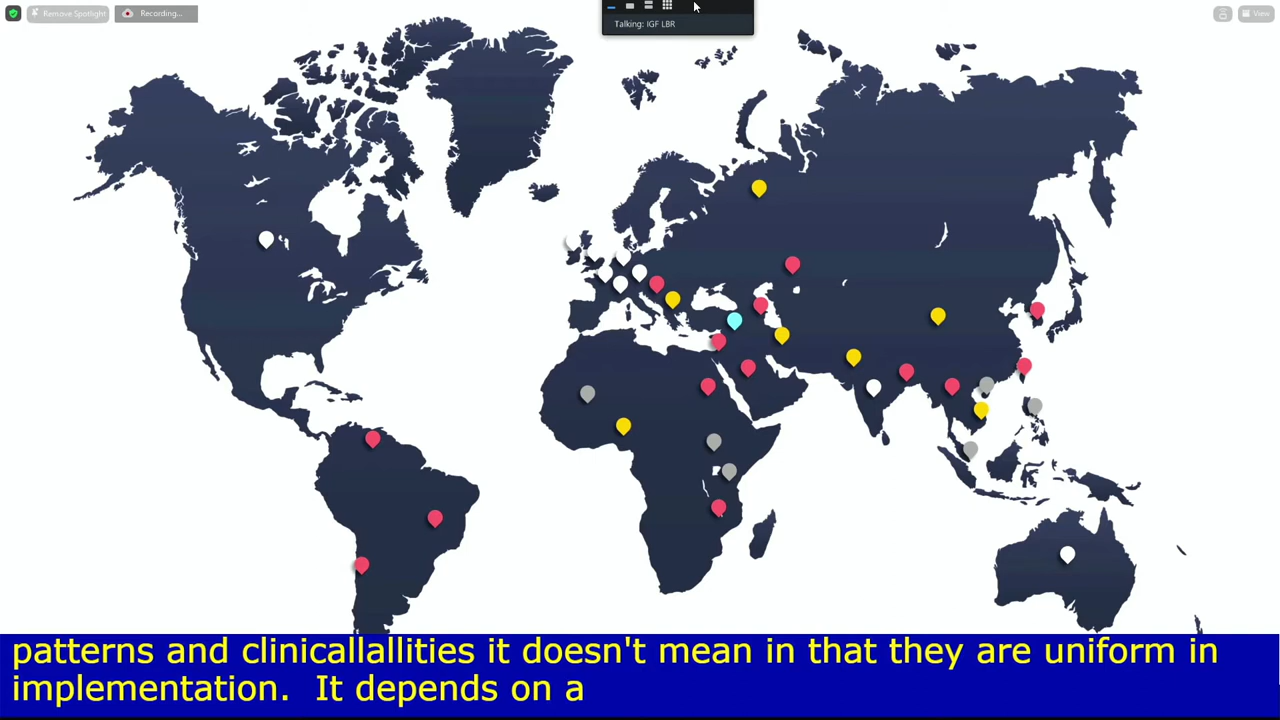 Remove Spotlight
Recording...
Talking: IGF LBR
View
patterns and clinicallallities it doesn't mean in that they are uniform in
implementation.  It depends on a